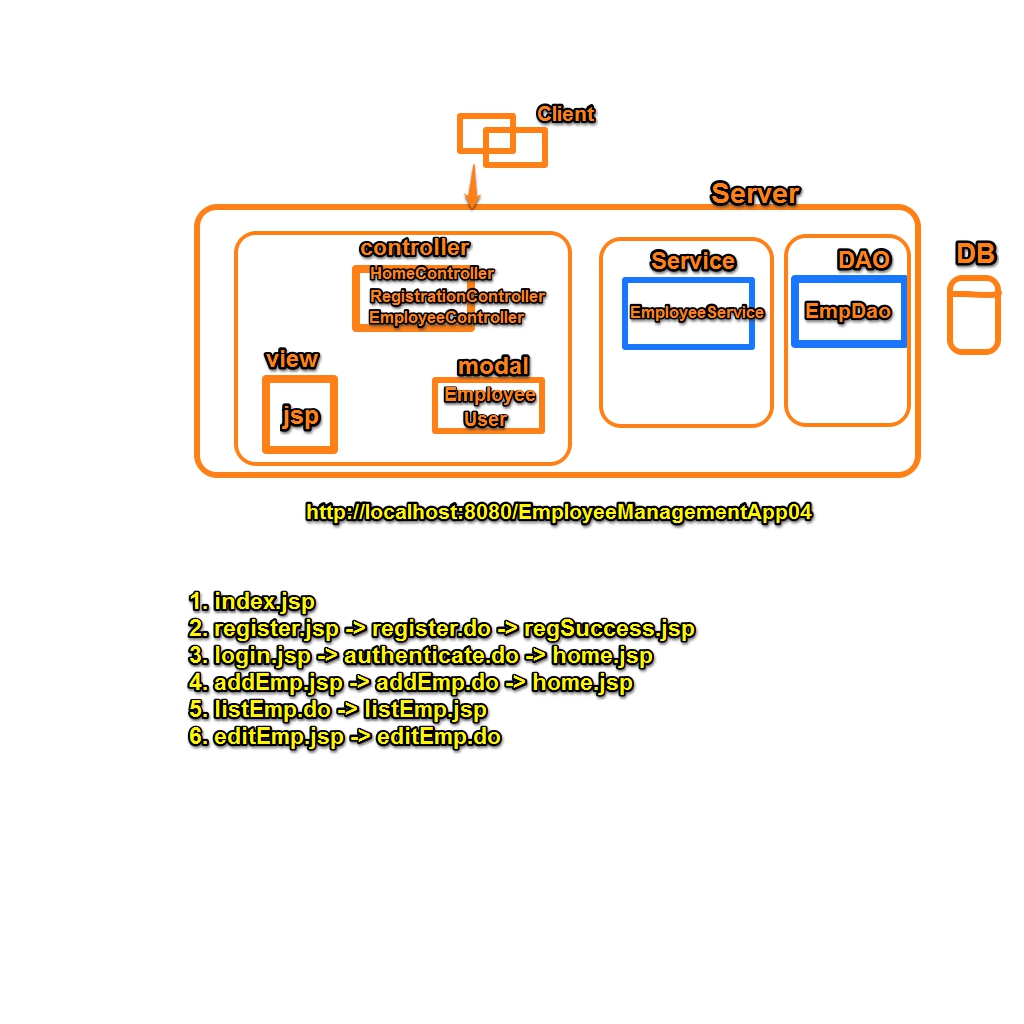 Client
Server
controller
HomeController
RegistrationController
EmployeeController
view
jsp
modal
Employee
User
Service
EmployeeService
DAO
EmpDao
DB
http://localhost:8080/EmployeeManagementApp04
1. index.jsp
2. register.jsp -> register.do -> regSuccess.jsp
3. login.jsp -> authenticate.do -> home.jsp
4. addEmp.jsp -> addEmp.do -> home.jsp
5. listEmp.do -> listEmp.jsp
6. editEmp.jsp -> editEmp.do